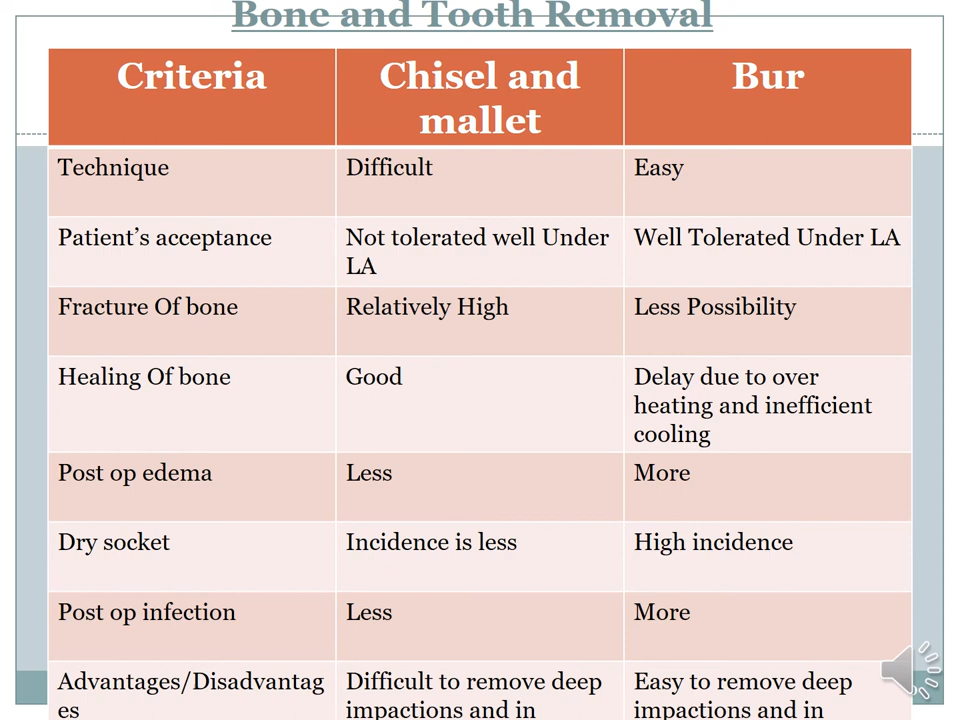 Bone and Tooth Removal
Criteria
Chisel and
mallet
Bur
Technique
Difficult
Easy
Patient’s acceptance
Not tolerated well Under
LA
Well Tolerated Under LA
Fracture Of bone
Relatively High
Less Possibility
Healing Of bone
Good
Delay due to over
heating and inefficient
cooling
Post op edema
Less
More
Dry socket
Incidence is less
High incidence
Post op infection
Less
More
Advantages/Disadvantag
es
Difficult to remove deep
impactions and in
Easy to remove deep
impactions and in